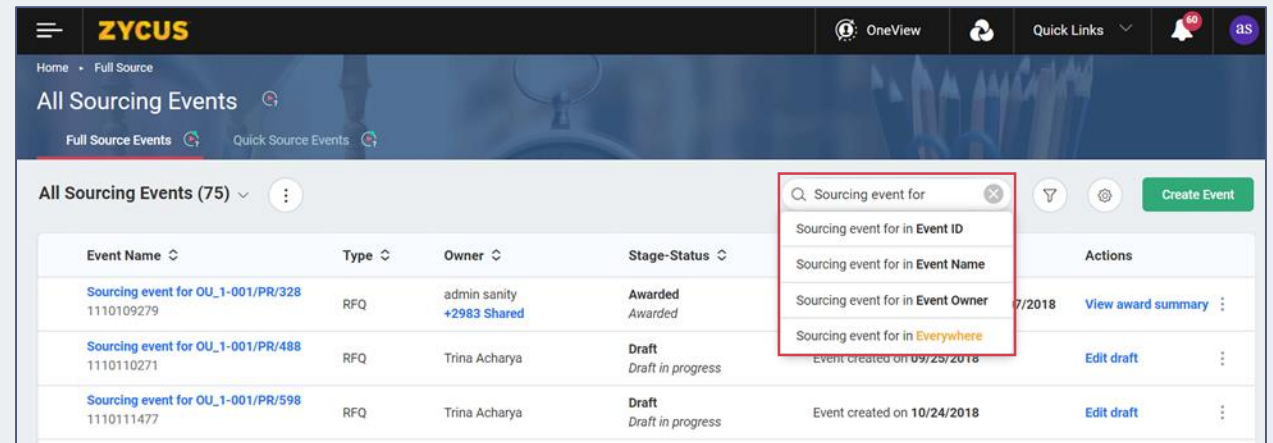 ZYCUS OneView Quick Links 60 as
Home ▸ Full Source
All Sourcing Events
Full Source Events Quick Source Events
All Sourcing Events (75) Sourcing event for Create Event
Sourcing event for in Event ID
Event Name Type Owner Stage-Status Actions
Sourcing event for in Event Name
Sourcing event for OU_1-001/PR/328 admin sanity Awarded Sourcing event for in Event Owner
RFQ 7/2018 View award summary
1110109279 +2983 Shared Awarded
Sourcing event for in Everywhere
Sourcing event for OU_1-001/PR/488 Draft
RFQ Trina Acharya Event created on 09/25/2018 Edit draft
1110110271 Draft in progress
Sourcing event for OU_1-001/PR/598 Draft
RFQ Trina Acharya Event created on 10/24/2018 Edit draft
1110111477 Draft in progress